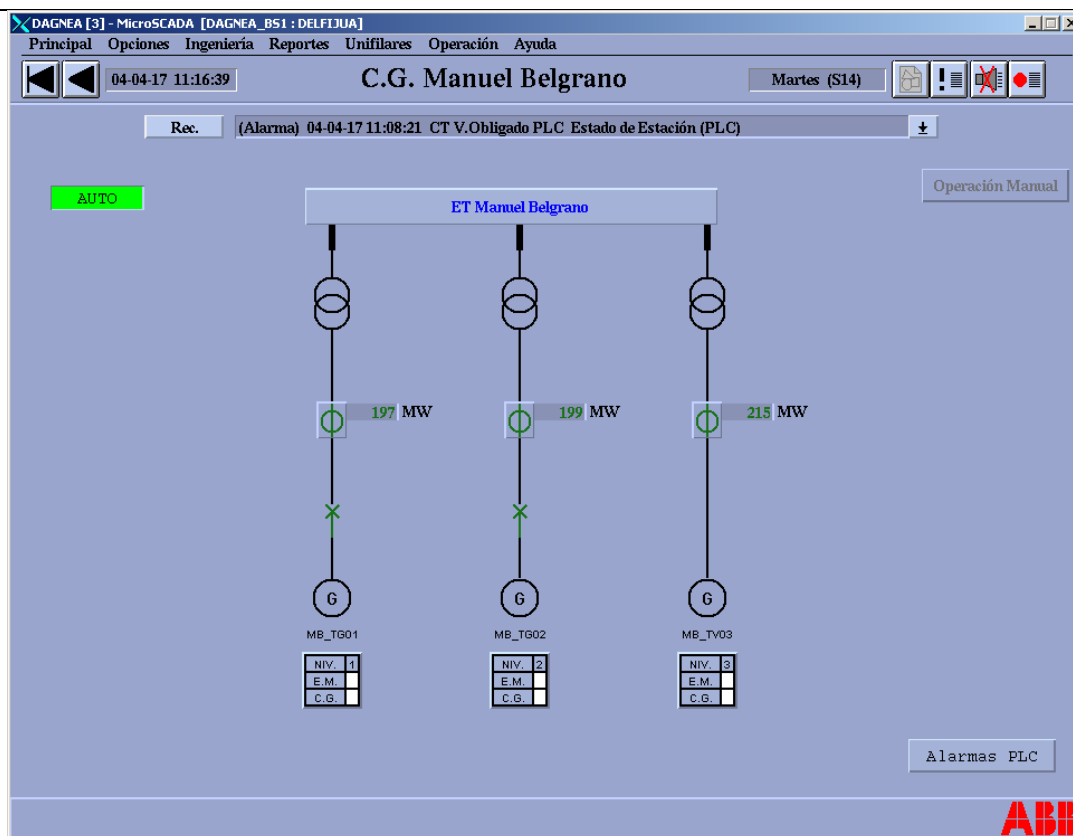 DAGNEA [3] - MicroSCADA [DAGNEA_BS1 : DELFIJUA]
Principal Opciones Ingeniería Reportes Unifilares Operación Ayuda
04-04-17 11:16:39 C.G. Manuel Belgrano Martes (S14)
Rec. (Alarma) 04-04-17 11:08:21 CT V.Obligado PLC Estado de Estación (PLC)
Operación Manual
AUTO
ET Manuel Belgrano
197 MW 199 MW 215 MW
G G G
MB_TG01 MB_TG02 MB_TV03
NIV. 1 NIV. 2 NIV. 3
E.M. E.M. E.M.
C.G. C.G. C.G.
Alarmas PLC
ABB